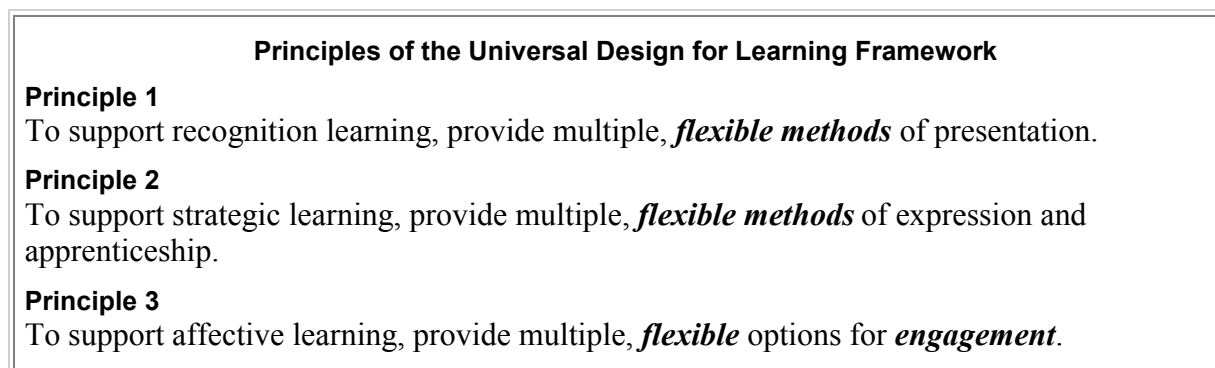 Principles of the Universal Design for Learning Framework
Principle 1
To support recognition learning, provide multiple, flexible methods of presentation.
Principle 2
To support strategic learning, provide multiple, flexible methods of expression and
apprenticeship.
Principle 3
To support affective learning, provide multiple, flexible options for engagement.